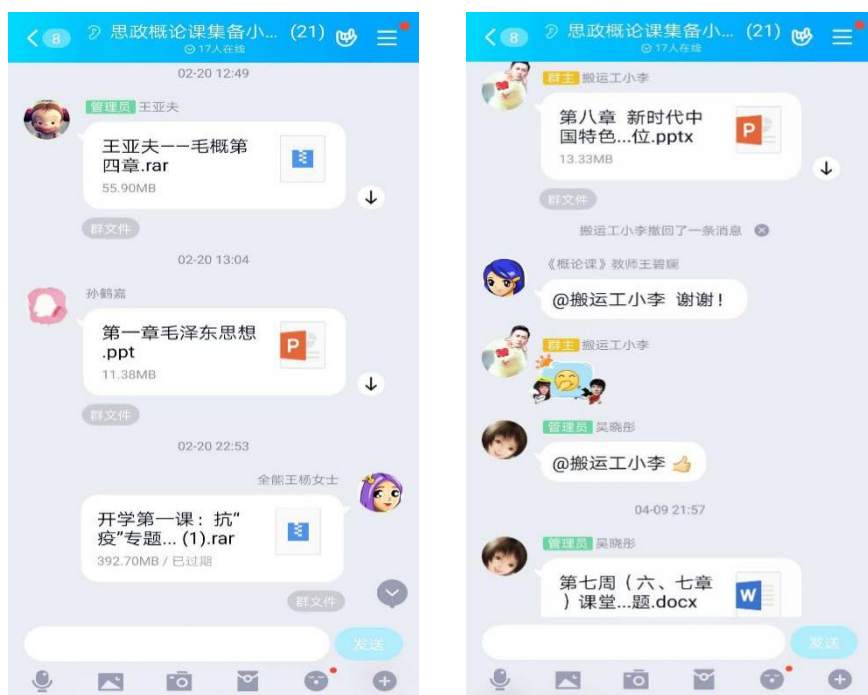 8
思政概论课集备小... (21)
17人在线
02-20 12:49
管理员 王亚夫
王亚夫——毛概第
四章.rar
55.90MB
群文件
02-20 13:04
孙鹤嘉
第一章毛泽东思想
.ppt
11.38MB
群文件
02-20 22:53
全能王杨女士
开学第一课：抗“
疫”专题... (1).rar
392.70MB / 已过期
群文件
发送
8
思政概论课集备小... (21)
17人在线
群主 搬运工小李
第八章 新时代中
国特色...位.pptx
13.33MB
群文件
搬运工小李撤回了一条消息
《概论课》教师王碧
@搬运工小李 谢谢！
群主 搬运工小李
管理员 吴晓彤
@搬运工小李
04-09 21:57
管理员 吴晓彤
第七周（六、七章
）课堂...题.docx
发送